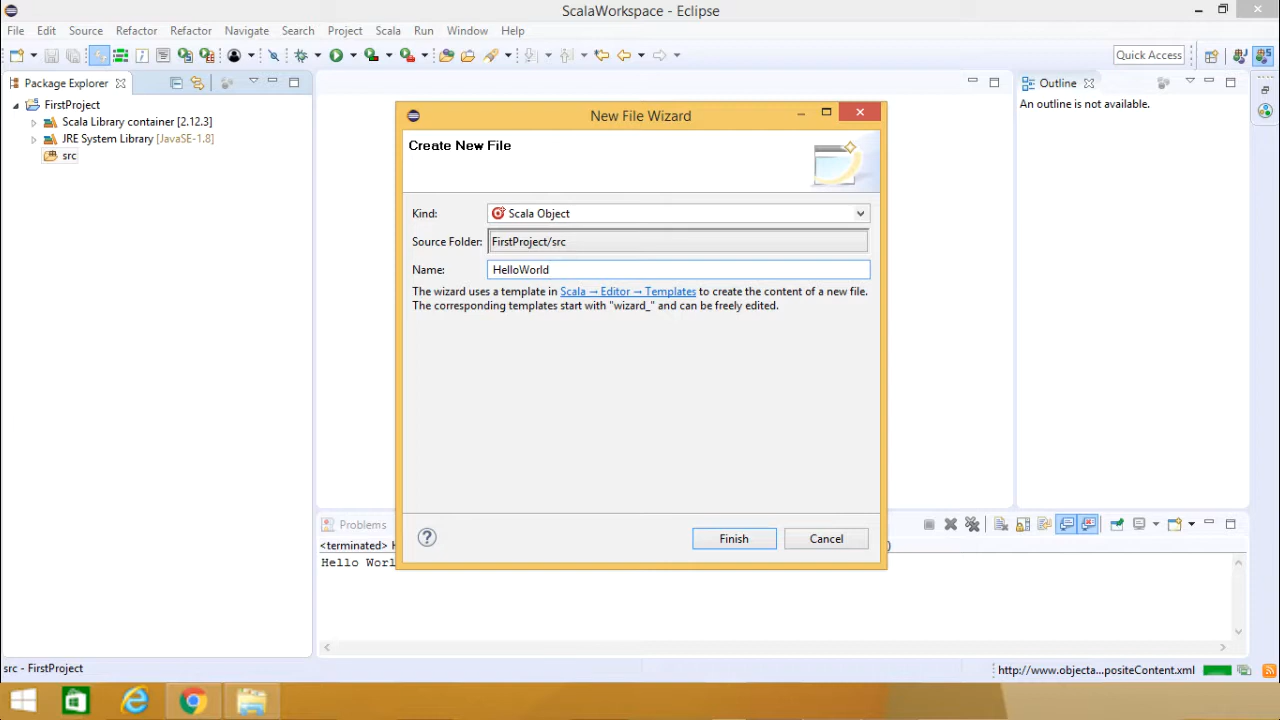 ScalaWorkspace - Eclipse
File Edit Source Refactor Refactor Navigate Search Project Scala Run Window Help
Quick Access
Package Explorer
Outline
FirstProject
An outline is not available.
Scala Library container [2.12.3]
JRE System Library [JavaSE-1.8]
src
New File Wizard
Create New File
Kind: Scala Object
Source Folder: FirstProject/src
Name: HelloWorld
The wizard uses a template in Scala → Editor → Templates to create the content of a new file.
The corresponding templates start with "wizard_" and can be freely edited.
Finish Cancel
Problems
<terminated>
Hello Worl
src - FirstProject
http://www.objecta...positeContent.xml